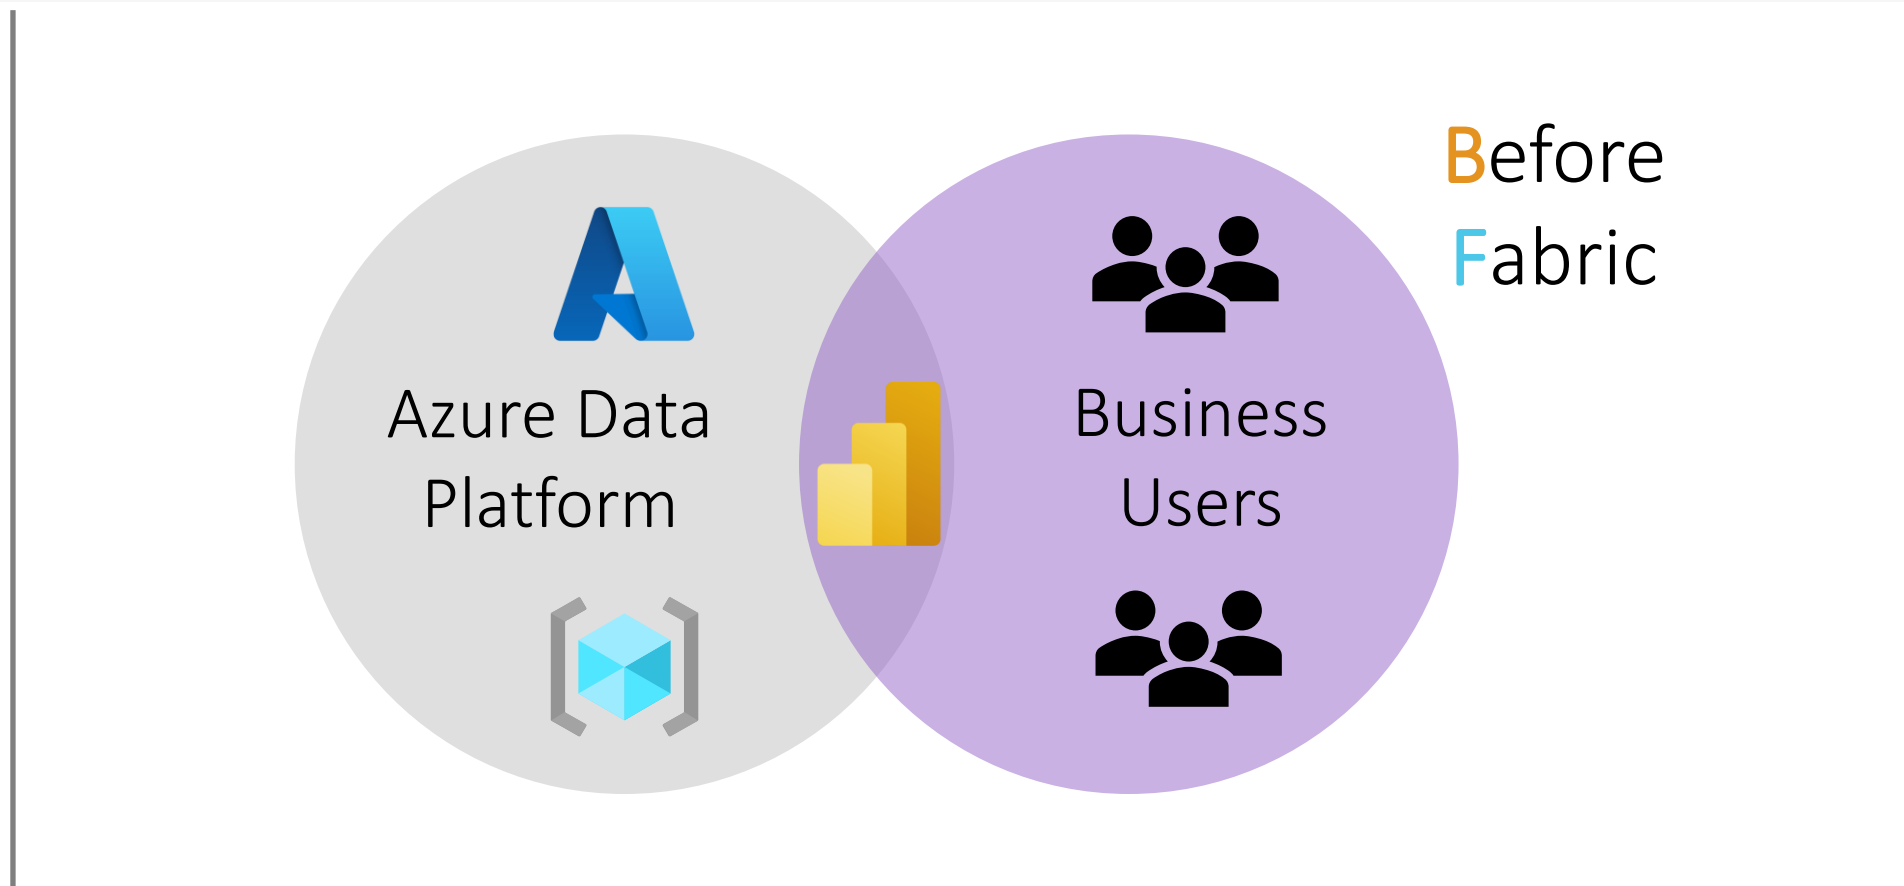 Before
Fabric
Azure Data
Platform
Business
Users